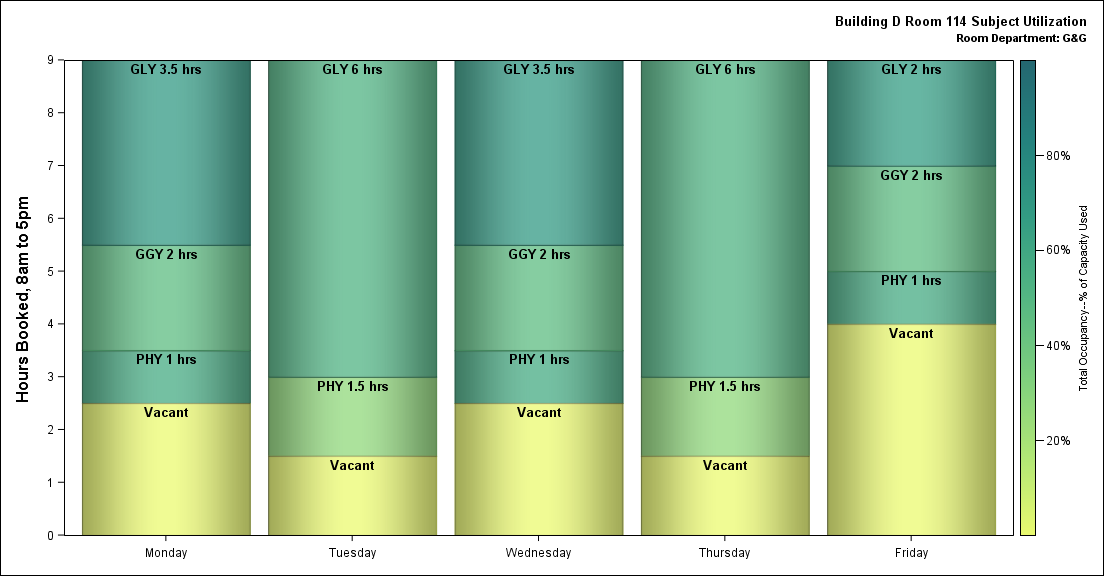 Building D Room 114 Subject Utilization
Room Department: G&G
Hours Booked, 8am to 5pm
9
8
7
6
5
4
3
2
1
0
GLY 3.5 hrs
GGY 2 hrs
PHY 1 hrs
Vacant
GLY 6 hrs
PHY 1.5 hrs
Vacant
GLY 3.5 hrs
GGY 2 hrs
PHY 1 hrs
Vacant
GLY 6 hrs
PHY 1.5 hrs
Vacant
GLY 2 hrs
GGY 2 hrs
PHY 1 hrs
Vacant
Monday
Tuesday
Wednesday
Thursday
Friday
80%
60%
40%
20%
Total Occupancy--% of Capacity Used